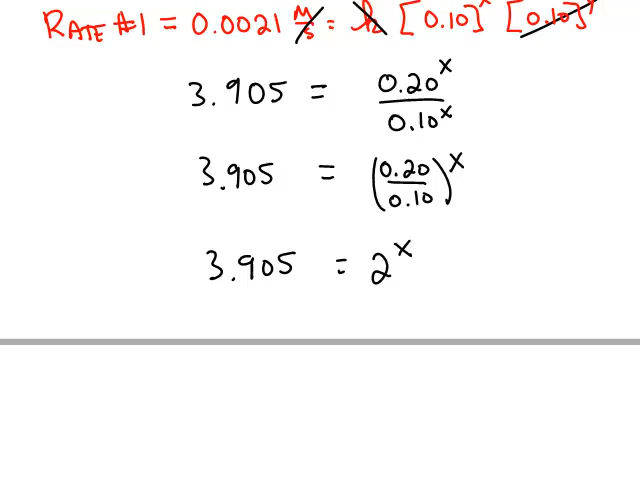 RATE #1 = 0.0021 M/s = k [0.10]^x [0.10]^y
3.905 = 0.20^x / 0.10^x
3.905 = (0.20 / 0.10)^x
3.905 = 2^x